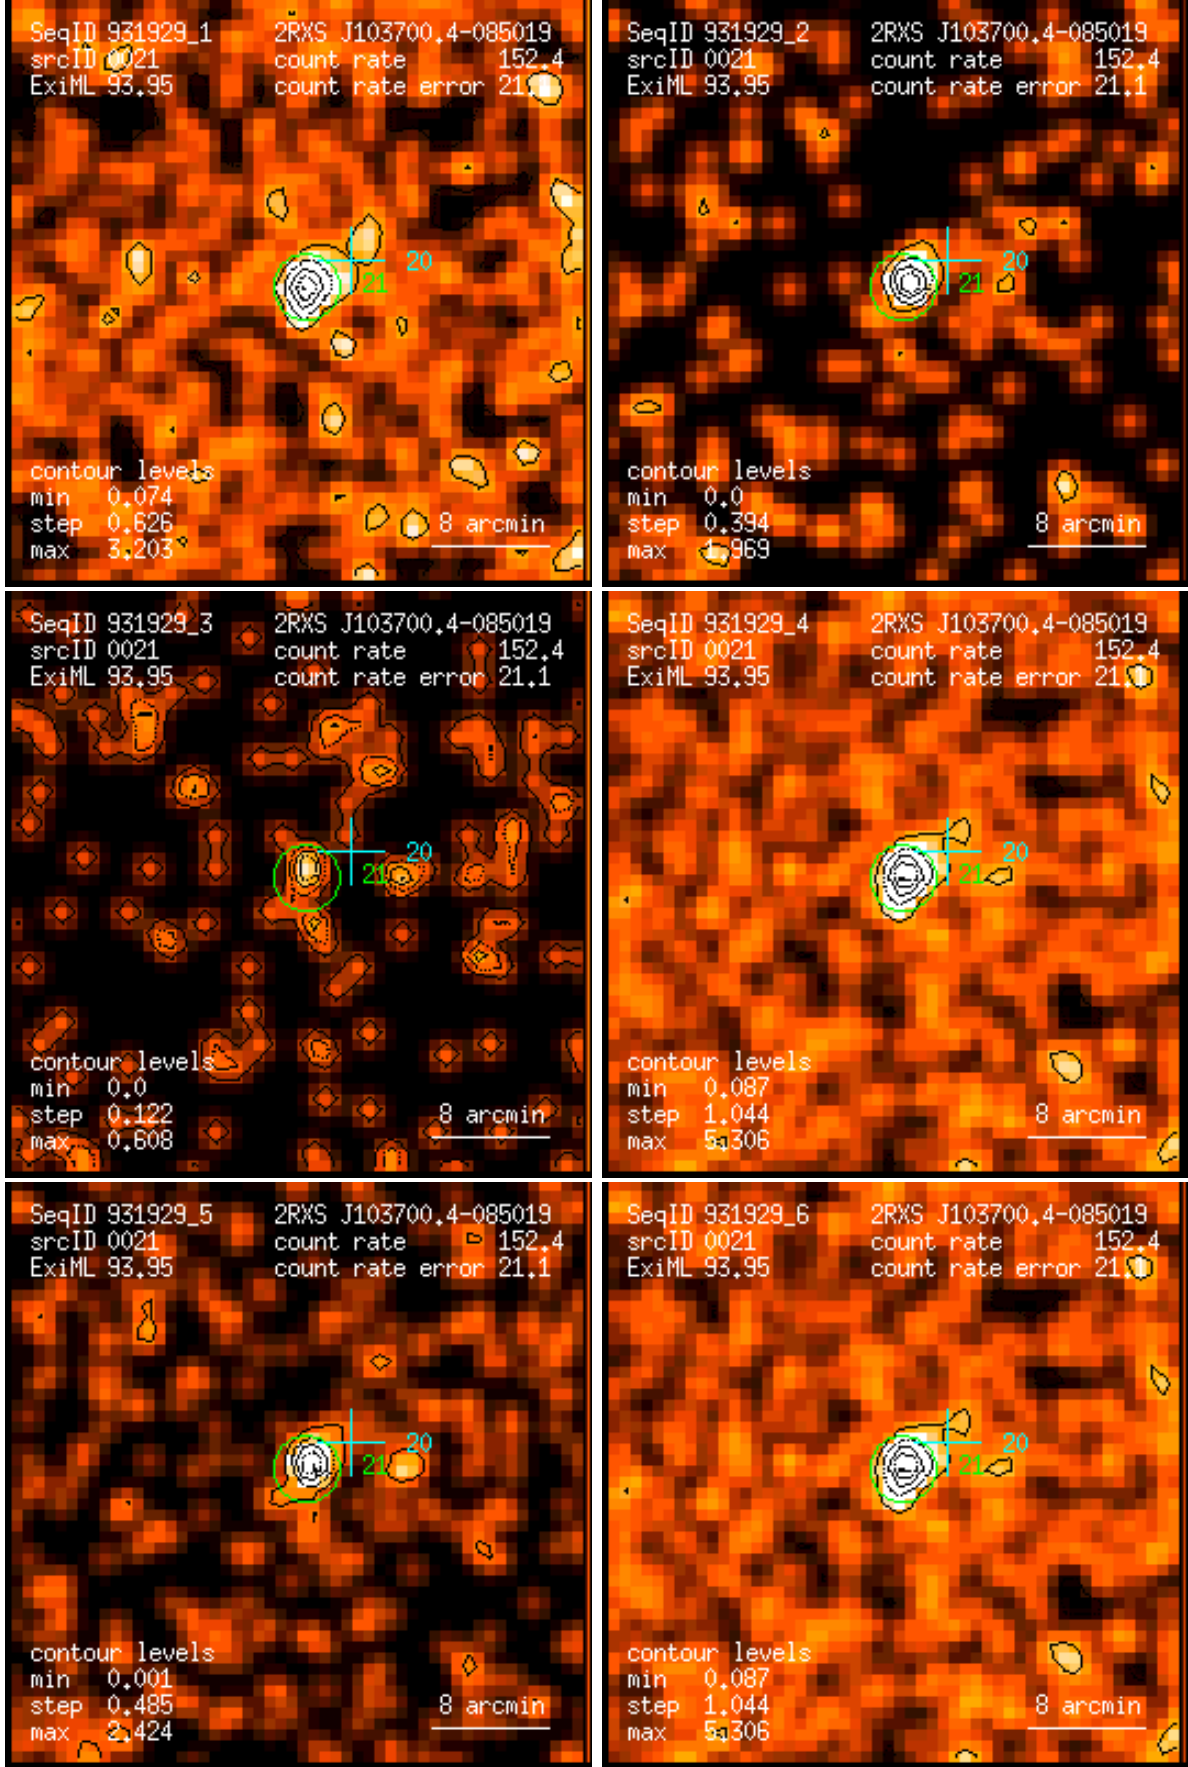 SeqID 931929_1 2RXS J103700.4-085019
srcID 0021 count rate 152.4
ExiML 93.95 count rate error 21.1
20
21
contour levels
min 0.074
step 0.626 8 arcmin
max 3.203
SeqID 931929_2 2RXS J103700.4-085019
srcID 0021 count rate 152.4
ExiML 93.95 count rate error 21.1
20
21
contour levels
min 0.0
step 0.394 8 arcmin
max 1.969
SeqID 931929_3 2RXS J103700.4-085019
srcID 0021 count rate 152.4
ExiML 93.95 count rate error 21.1
20
21
contour levels
min 0.0
step 0.122 8 arcmin
max 0.608
SeqID 931929_4 2RXS J103700.4-085019
srcID 0021 count rate 152.4
ExiML 93.95 count rate error 21.1
20
21
contour levels
min 0.087
step 1.044 8 arcmin
max 5.306
SeqID 931929_5 2RXS J103700.4-085019
srcID 0021 count rate 152.4
ExiML 93.95 count rate error 21.1
20
21
contour levels
min 0.001
step 0.485 8 arcmin
max 2.424
SeqID 931929_6 2RXS J103700.4-085019
srcID 0021 count rate 152.4
ExiML 93.95 count rate error 21.1
20
21
contour levels
min 0.087
step 1.044 8 arcmin
max 5.306